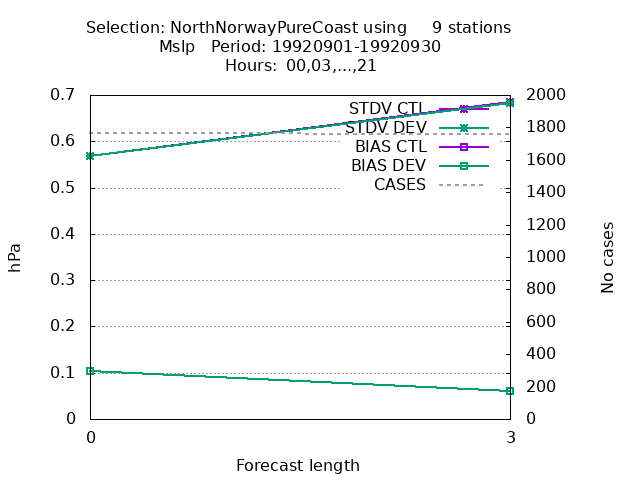 Selection: NorthNorwayPureCoast using     9 stations
Mslp   Period: 19920901-19920930
Hours: 00,03,...,21
0.7
0.6
0.5
0.4
0.3
0.2
0.1
0
hPa
STDV CTL
STDV DEV
BIAS CTL
BIAS DEV
CASES
2000
1800
1600
1400
1200
1000
800
600
400
200
0
No cases
0
3
Forecast length